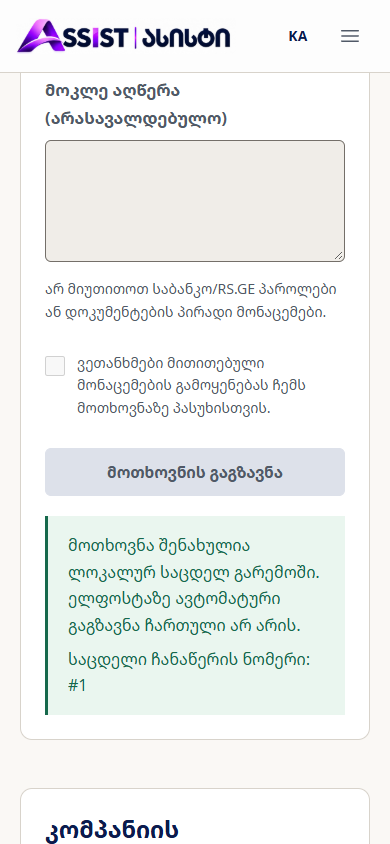 ASSIST | ასისტი
KA
მოკლე აღწერა
(არასავალდებულო)
არ მიუთითოთ საბანკო/RS.GE პაროლები
ან დოკუმენტების პირადი მონაცემები.
ვეთანხმები მითითებული
მონაცემების გამოყენებას ჩემს
მოთხოვნაზე პასუხისთვის.
მოთხოვნის გაგზავნა
მოთხოვნა შენახულია
ლოკალურ საცდელ გარემოში.
ელფოსტაზე ავტომატური
გაგზავნა ჩართული არ არის.
საცდელი ჩანაწერის ნომერი:
#1
კომპანიის